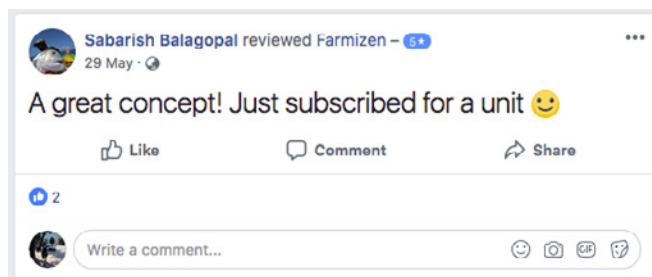 Sabarish Balagopal reviewed Farmizen – 5★
29 May ·
A great concept! Just subscribed for a unit 🙂
Like Comment Share
2
Write a comment... GIF